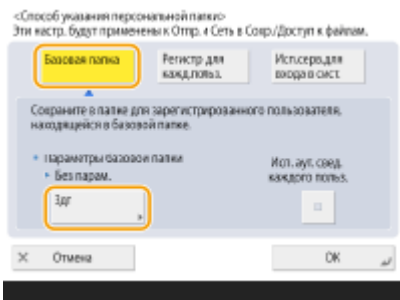 <Способ указания персональной папки>
Эти настр. будут применены к Отпр. в Сеть в Сохр./Доступ к файлам.
Базовая папка
Регистр для кажд.польз.
Исп.серв.для входа в сист.
Сохраните в папке для зарегистрированного пользователя, находящейся в базовой папке.
Параметры базовой папки
Без парам.
Здг
Исп. аут. свед. каждого польз.
× Отмена
OK